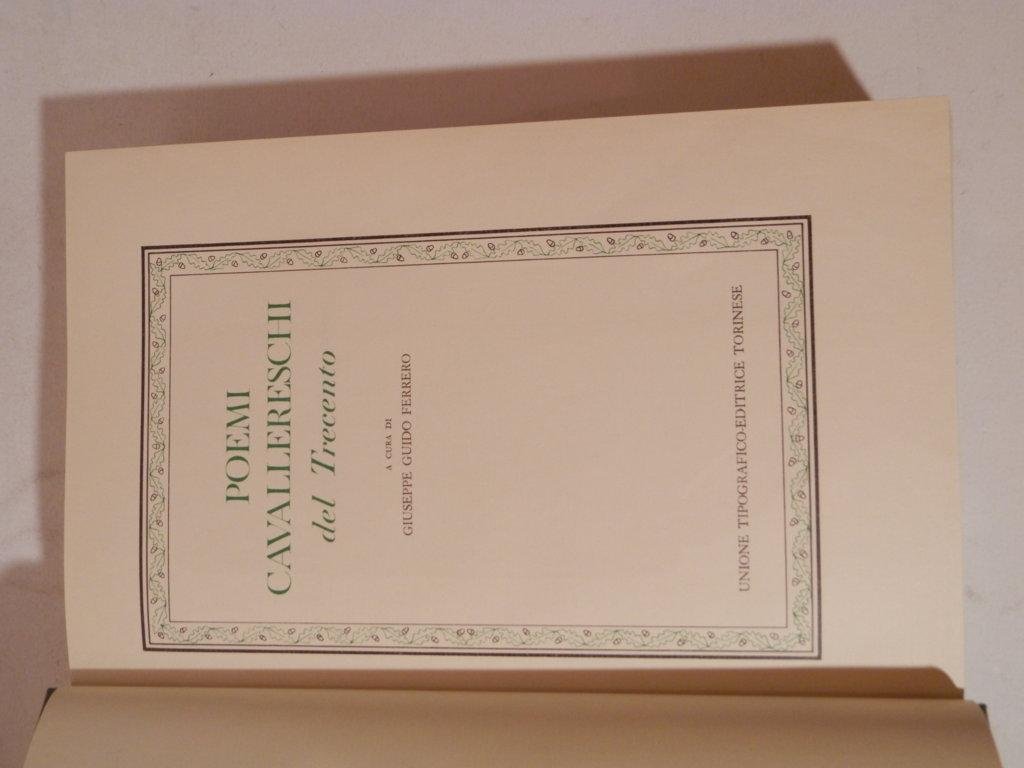 POEMI
CAVALLERESCHI
del Trecento
A CURA DI
GIUSEPPE GUIDO FERRERO
UNIONE TIPOGRAFICO-EDITRICE TORINESE